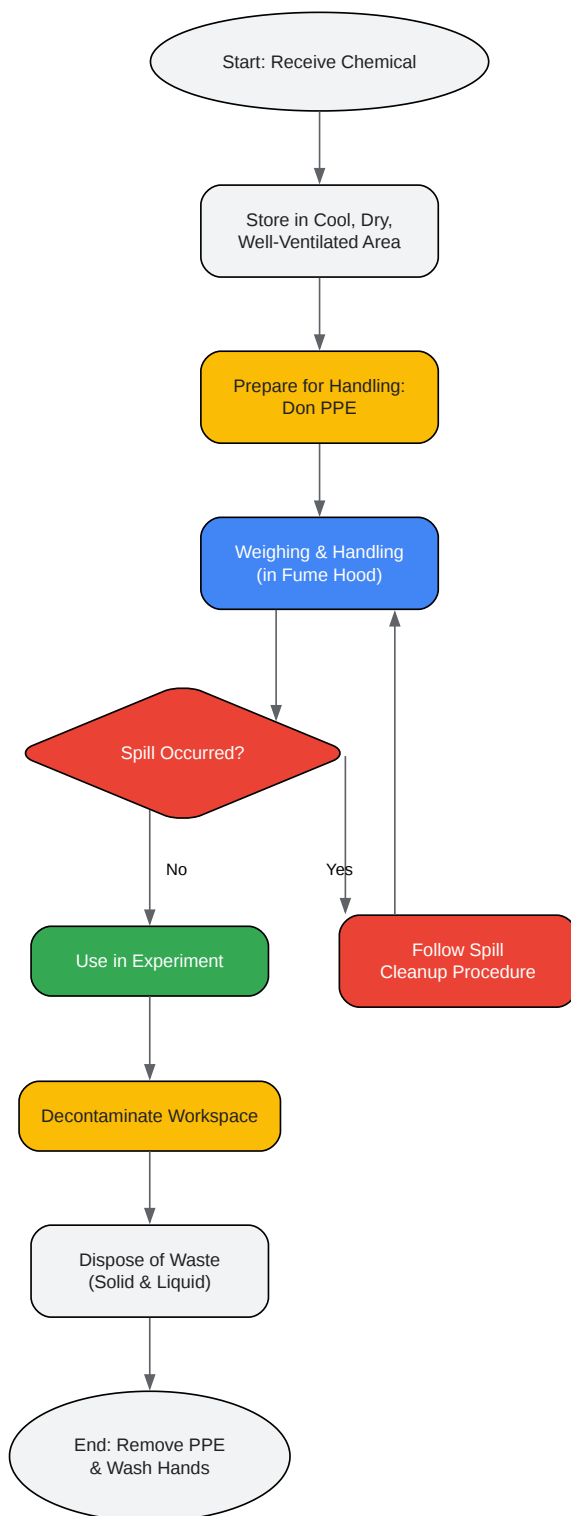 Start: Receive Chemical
Store in Cool, Dry,
Well-Ventilated Area
Prepare for Handling:
Don PPE
Weighing & Handling
(in Fume Hood)
Spill Occurred?
No
Yes
Use in Experiment
Follow Spill
Cleanup Procedure
Decontaminate Workspace
Dispose of Waste
(Solid & Liquid)
End: Remove PPE
& Wash Hands